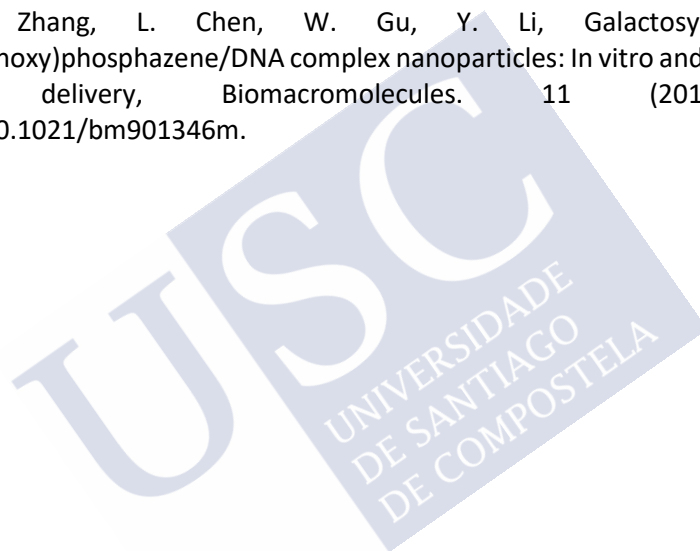 Zhang, L. Chen, W. Gu, Y. Li, Galactosy
noxy)phosphazene/DNA complex nanoparticles: In vitro and
delivery, Biomacromolecules. 11 (201
0.1021/bm901346m.
USC
UNIVERSIDADE
DE SANTIAGO
DE COMPOSTELA